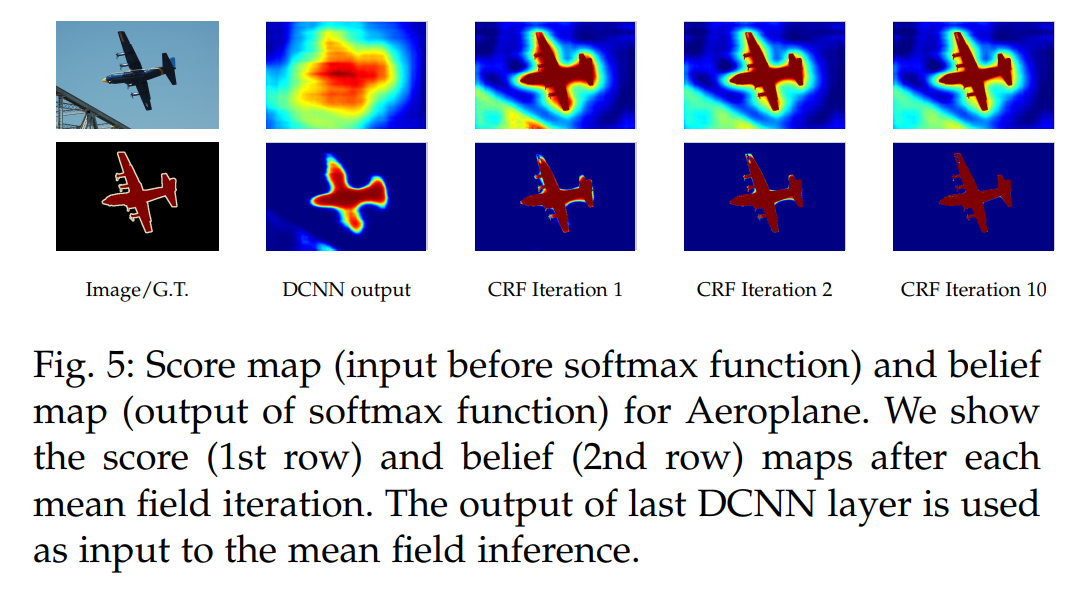 Image/G.T.
DCNN output
CRF Iteration 1
CRF Iteration 2
CRF Iteration 10
Fig. 5: Score map (input before softmax function) and belief
map (output of softmax function) for Aeroplane. We show
the score (1st row) and belief (2nd row) maps after each
mean field iteration. The output of last DCNN layer is used
as input to the mean field inference.